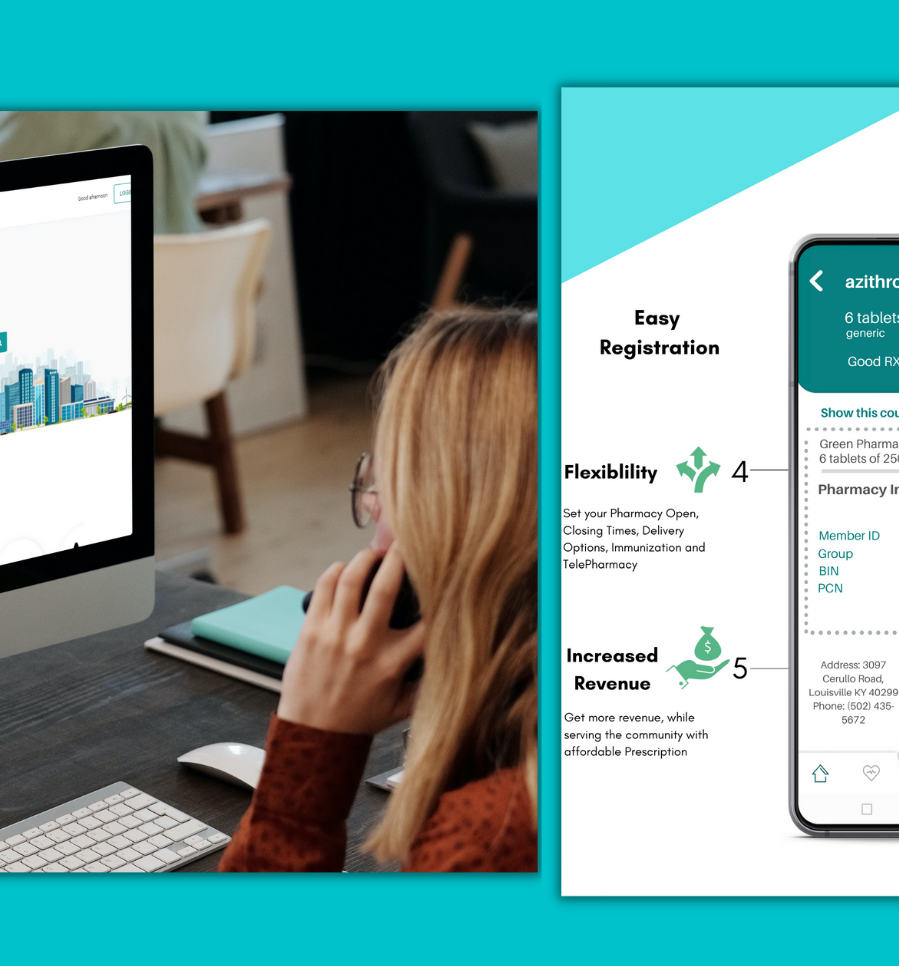 Good afternoon
Easy
Registration
Flexiblility
4
Set your Pharmacy Open,
Closing Times, Delivery
Options, Immunization and
TelePharmacy
Increased
Revenue
$
5
Get more revenue, while
serving the community with
affordable Prescription
azithro
6 tablets
generic
Good RX
Show this cou
Green Pharma
6 tablets of 25
Pharmacy In
Member ID
Group
BIN
PCN
Address: 3097
Cerullo Road,
Louisville KY 40299
Phone: (502) 435-
5672